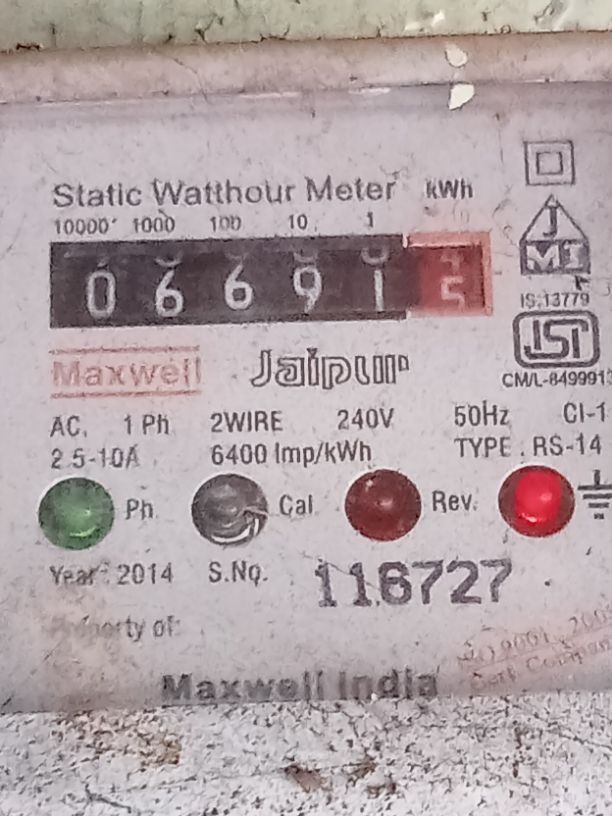 Static Watthour Meter kWh
10000 1000 100 10 1
0 6 6 9 1 5
J
MI
IS:13779
ISI
CM/L-8499913
Maxwell Jaipur
AC. 1 Ph 2WIRE 240V 50Hz Cl-1
2.5-10A 6400 Imp/kWh TYPE . RS-14
Ph Cal Rev.
Year: 2014 S.No. 116727
Property of:
Maxwell India